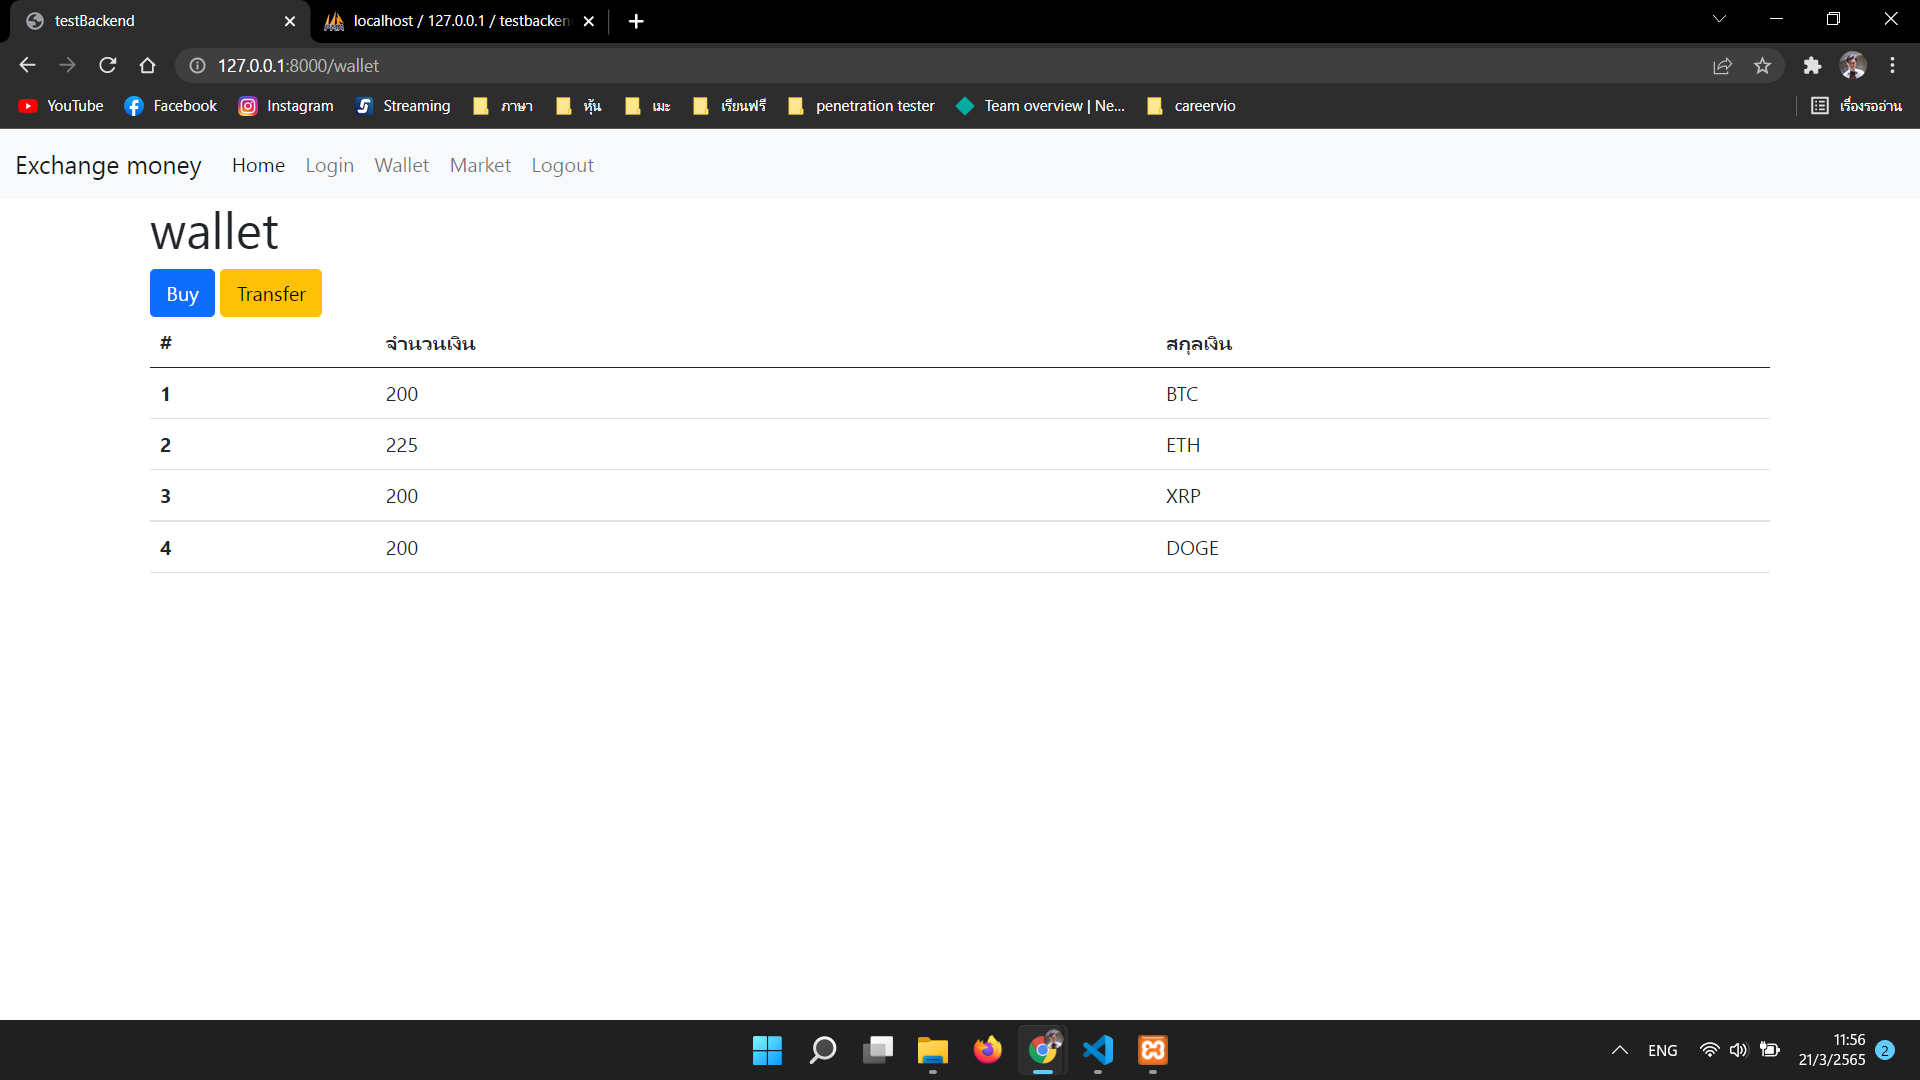 testBackend
localhost / 127.0.0.1 / testbacken
127.0.0.1:8000/wallet
YouTube Facebook Instagram Streaming ภาษา หุ้น เมะ เรียนฟรี penetration tester Team overview | Ne... careervio เรื่องรออ่าน
Exchange money Home Login Wallet Market Logout
wallet
Buy Transfer
# จำนวนเงิน สกุลเงิน
1 200 BTC
2 225 ETH
3 200 XRP
4 200 DOGE
ENG
11:56
21/3/2565
2